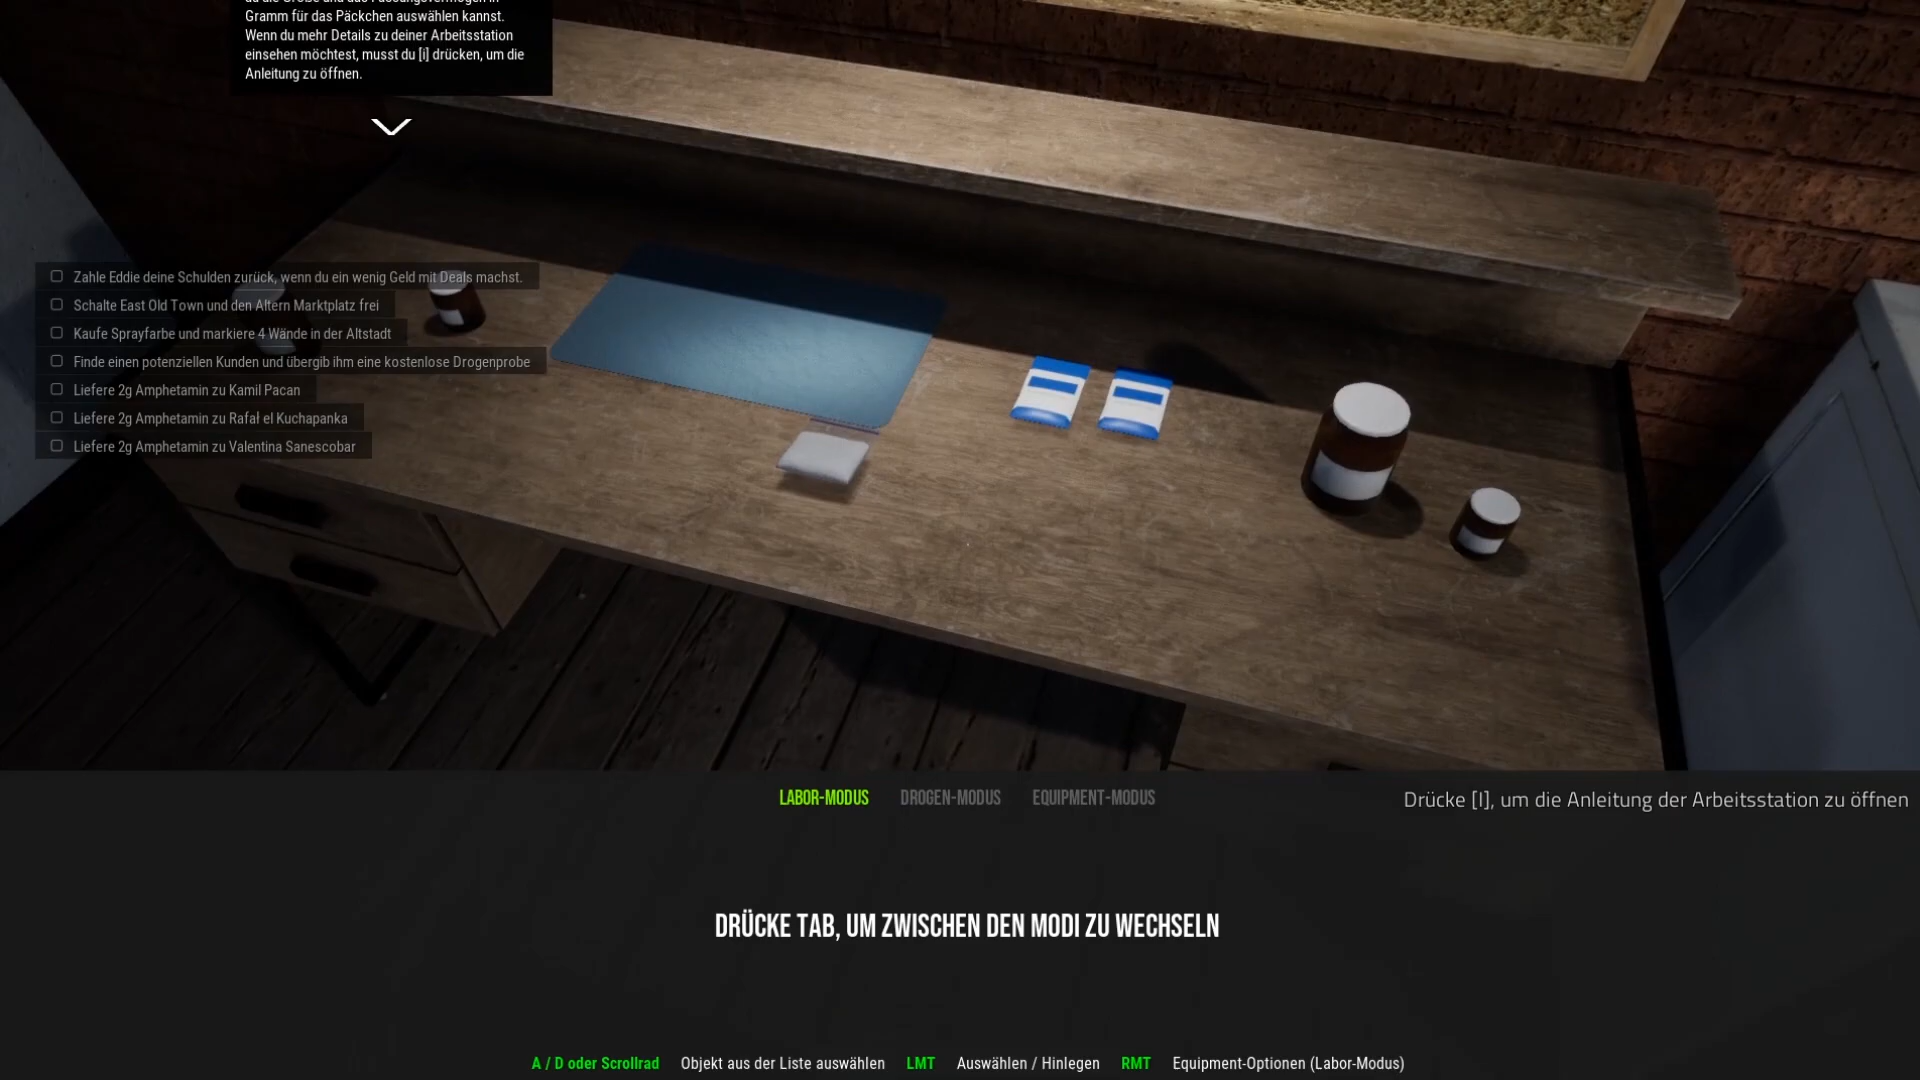 Gramm für das Päckchen auswählen kannst.
Wenn du mehr Details zu deiner Arbeitsstation
einsehen möchtest, musst du [i] drücken, um die
Anleitung zu öffnen.
Zahle Eddie deine Schulden zurück, wenn du ein wenig Geld mit Deals machst.
Schalte East Old Town und den Altern Marktplatz frei
Kaufe Sprayfarbe und markiere 4 Wände in der Altstadt
Finde einen potenziellen Kunden und übergib ihm eine kostenlose Drogenprobe
Liefere 2g Amphetamin zu Kamil Pacan
Liefere 2g Amphetamin zu Rafał el Kuchapanka
Liefere 2g Amphetamin zu Valentina Sanescobar
LABOR-MODUS DROGEN-MODUS EQUIPMENT-MODUS
Drücke [I], um die Anleitung der Arbeitsstation zu öffnen
DRÜCKE TAB, UM ZWISCHEN DEN MODI ZU WECHSELN
A / D oder Scrollrad Objekt aus der Liste auswählen LMT Auswählen / Hinlegen RMT Equipment-Optionen (Labor-Modus)